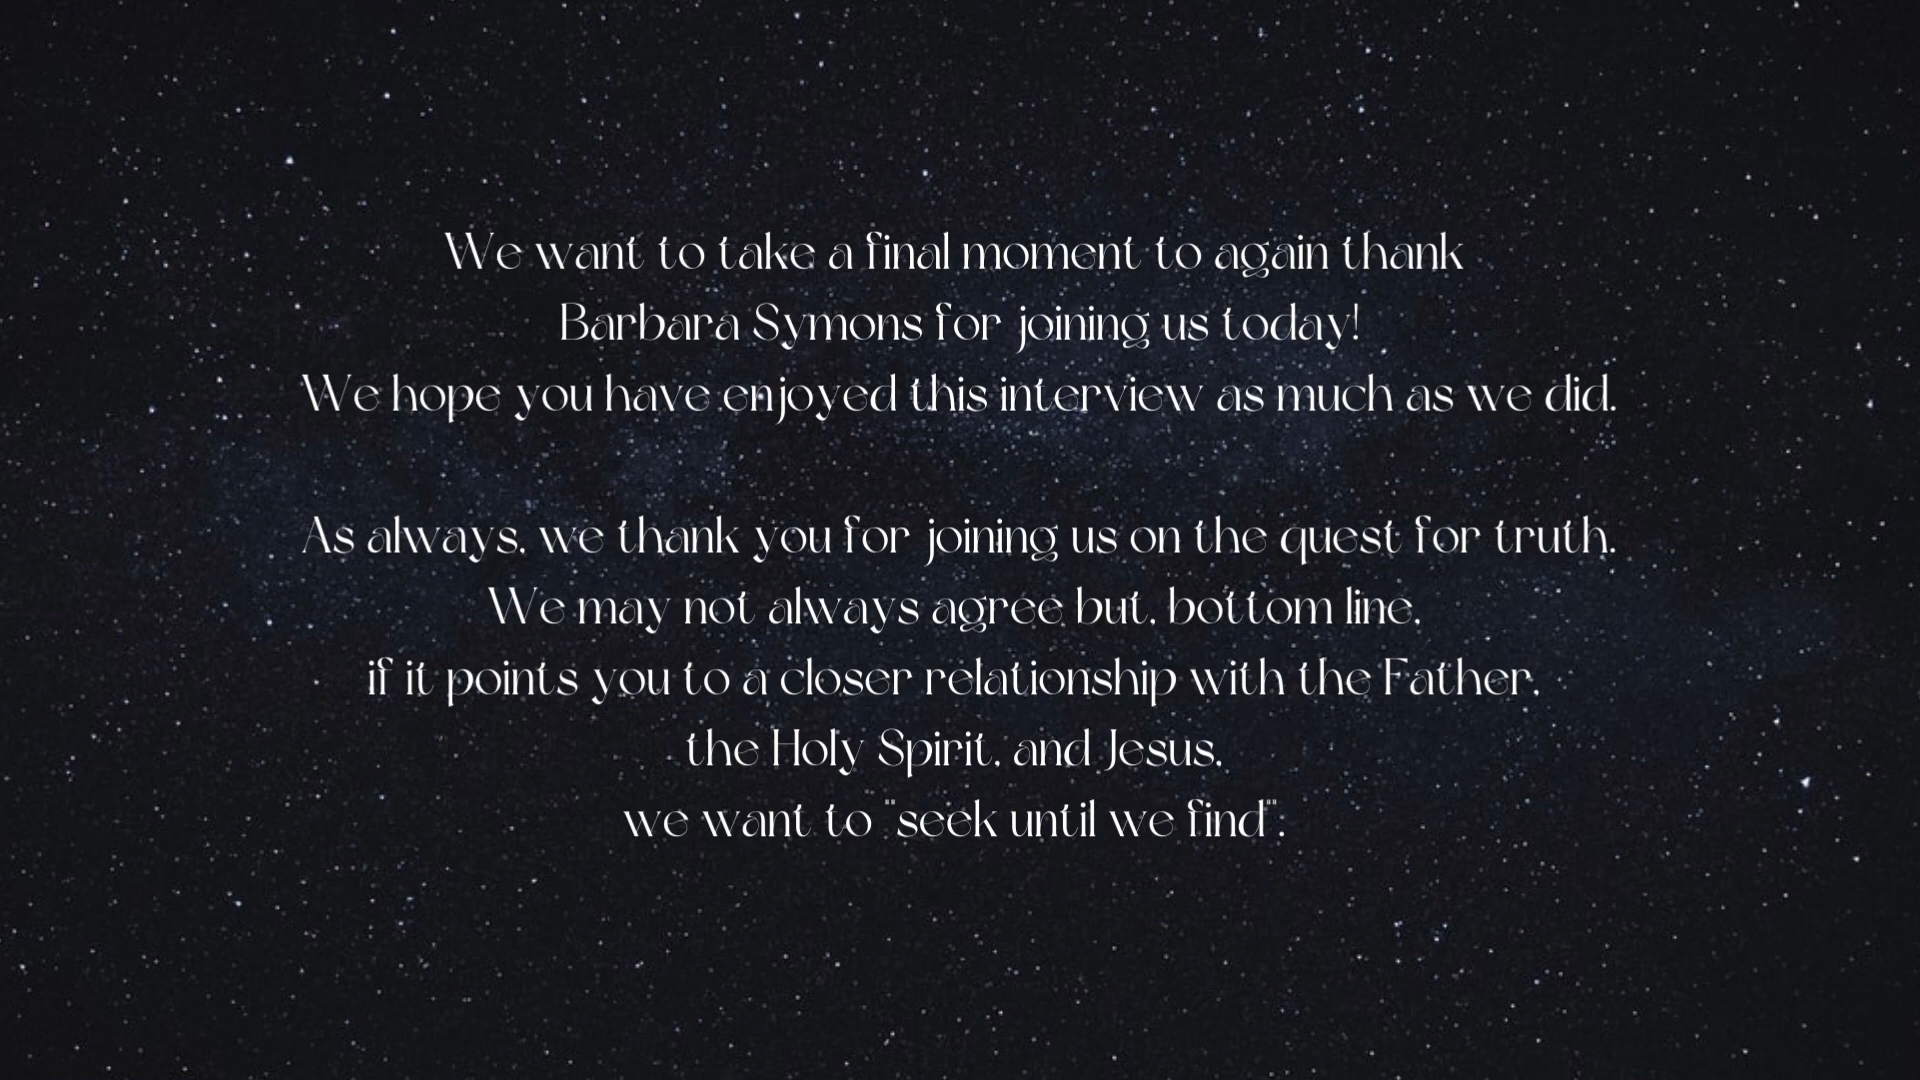 We want to take a final moment to again thank
Barbara Symons for joining us today!
We hope you have enjoyed this interview as much as we did.
As always, we thank you for joining us on the quest for truth.
We may not always agree but, bottom line,
if it points you to a closer relationship with the Father,
the Holy Spirit, and Jesus,
we want to "seek until we find".